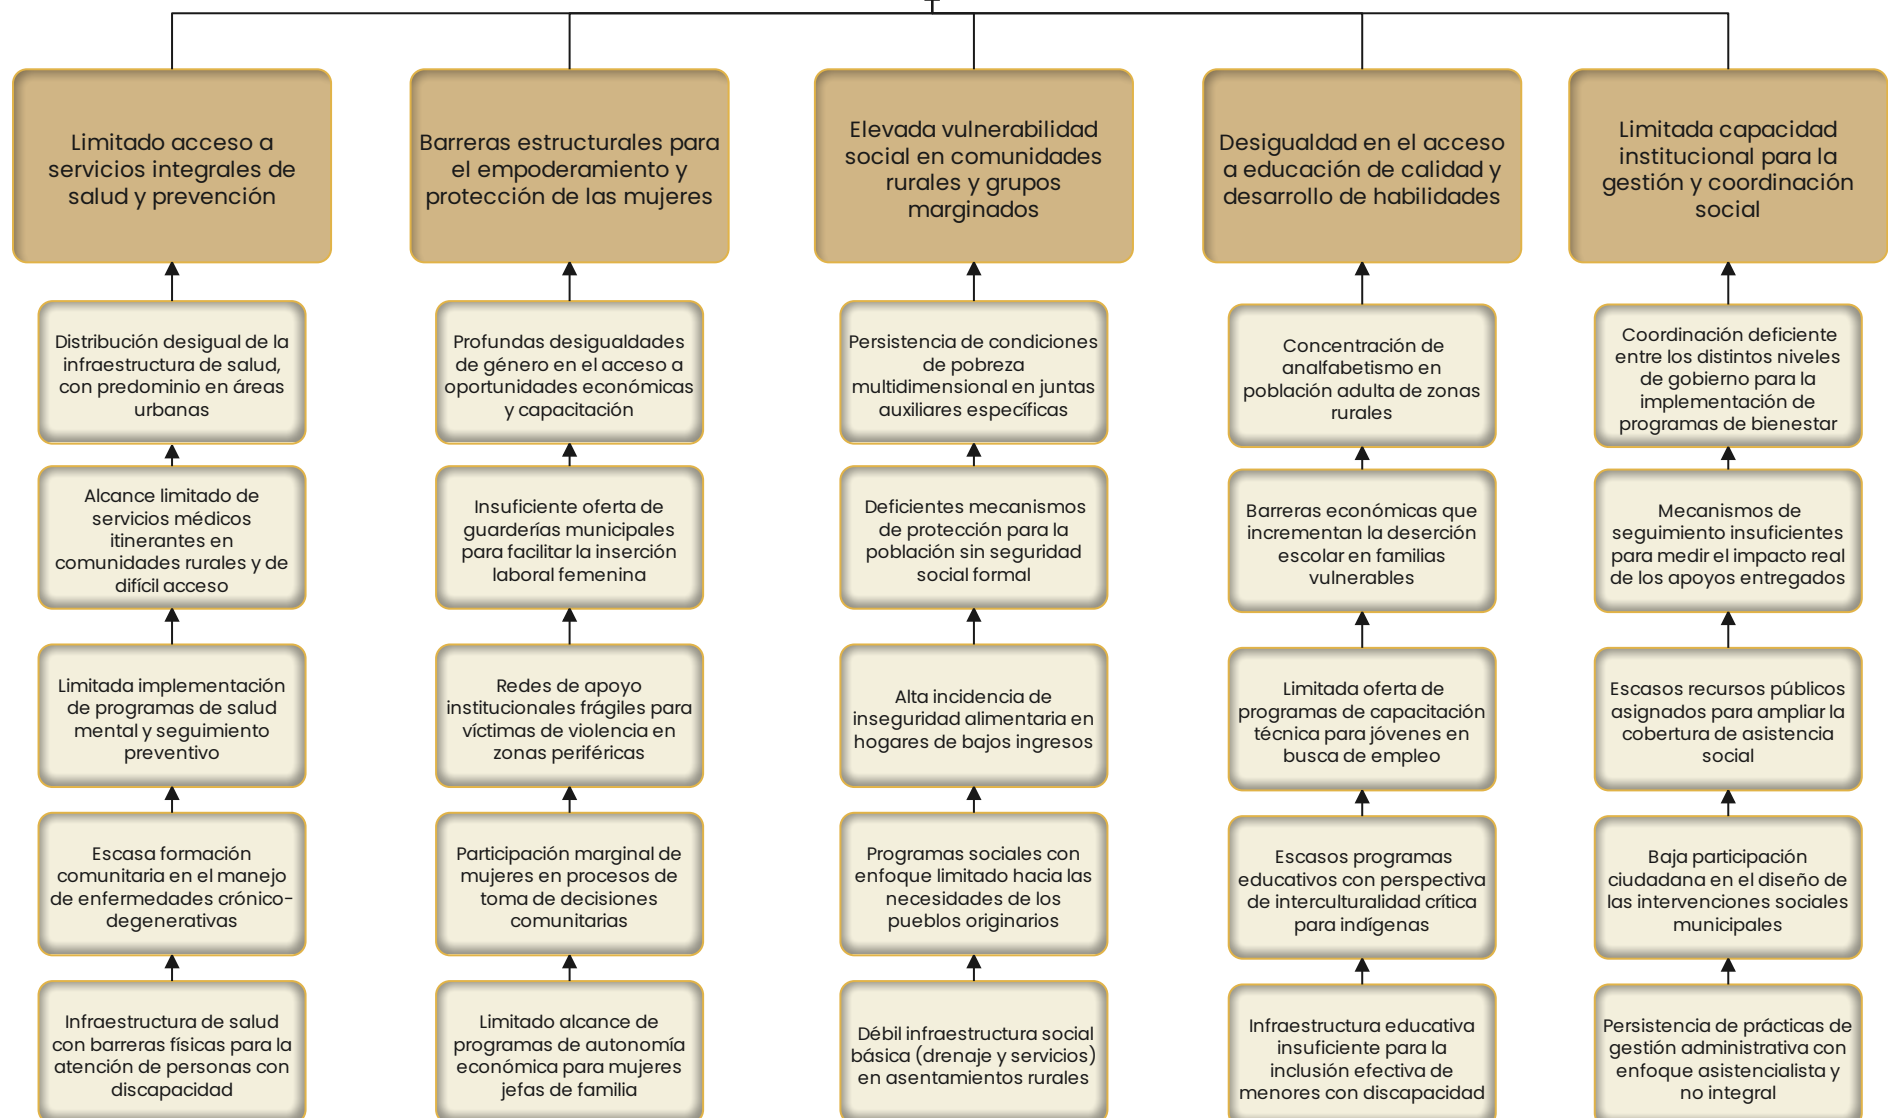 Limitado acceso a
servicios integrales de
salud y prevención
Barreras estructurales para
el empoderamiento y
protección de las mujeres
Elevada vulnerabilidad
social en comunidades
rurales y grupos
marginados
Desigualdad en el acceso
a educación de calidad y
desarrollo de habilidades
Limitada capacidad
institucional para la
gestión y coordinación
social
Distribución desigual de la
infraestructura de salud,
con predominio en áreas
urbanas
Profundas desigualdades
de género en el acceso a
oportunidades económicas
y capacitación
Persistencia de condiciones
de pobreza
multidimensional en juntas
auxiliares específicas
Concentración de
analfabetismo en
población adulta de zonas
rurales
Coordinación deficiente
entre los distintos niveles
de gobierno para la
implementación de
programas de bienestar
Alcance limitado de
servicios médicos
itinerantes en
comunidades rurales y de
difícil acceso
Insuficiente oferta de
guarderías municipales
para facilitar la inserción
laboral femenina
Deficientes mecanismos
de protección para la
población sin seguridad
social formal
Barreras económicas que
incrementan la deserción
escolar en familias
vulnerables
Mecanismos de
seguimiento insuficientes
para medir el impacto real
de los apoyos entregados
Limitada implementación
de programas de salud
mental y seguimiento
preventivo
Redes de apoyo
institucionales frágiles para
víctimas de violencia en
zonas periféricas
Alta incidencia de
inseguridad alimentaria en
hogares de bajos ingresos
Limitada oferta de
programas de capacitación
técnica para jóvenes en
busca de empleo
Escasos recursos públicos
asignados para ampliar la
cobertura de asistencia
social
Escasa formación
comunitaria en el manejo
de enfermedades crónico-
degenerativas
Participación marginal de
mujeres en procesos de
toma de decisiones
comunitarias
Programas sociales con
enfoque limitado hacia las
necesidades de los
pueblos originarios
Escasos programas
educativos con perspectiva
de interculturalidad crítica
para indígenas
Baja participación
ciudadana en el diseño de
las intervenciones sociales
municipales
Infraestructura de salud
con barreras físicas para la
atención de personas con
discapacidad
Limitado alcance de
programas de autonomía
económica para mujeres
jefas de familia
Débil infraestructura social
básica (drenaje y servicios)
en asentamientos rurales
Infraestructura educativa
insuficiente para la
inclusión efectiva de
menores con discapacidad
Persistencia de prácticas de
gestión administrativa con
enfoque asistencialista y
no integral